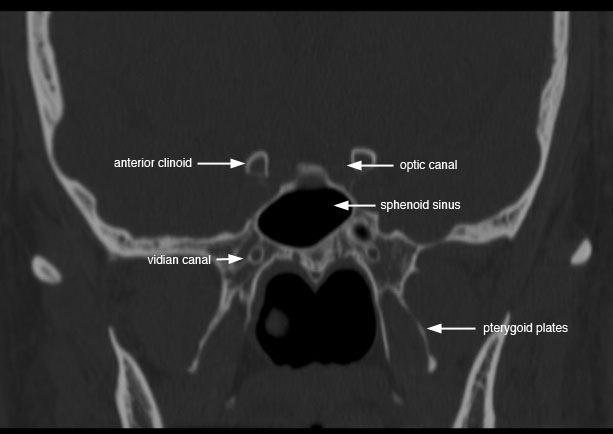 anterior clinoid
optic canal
sphenoid sinus
vidian canal
pterygoid plates